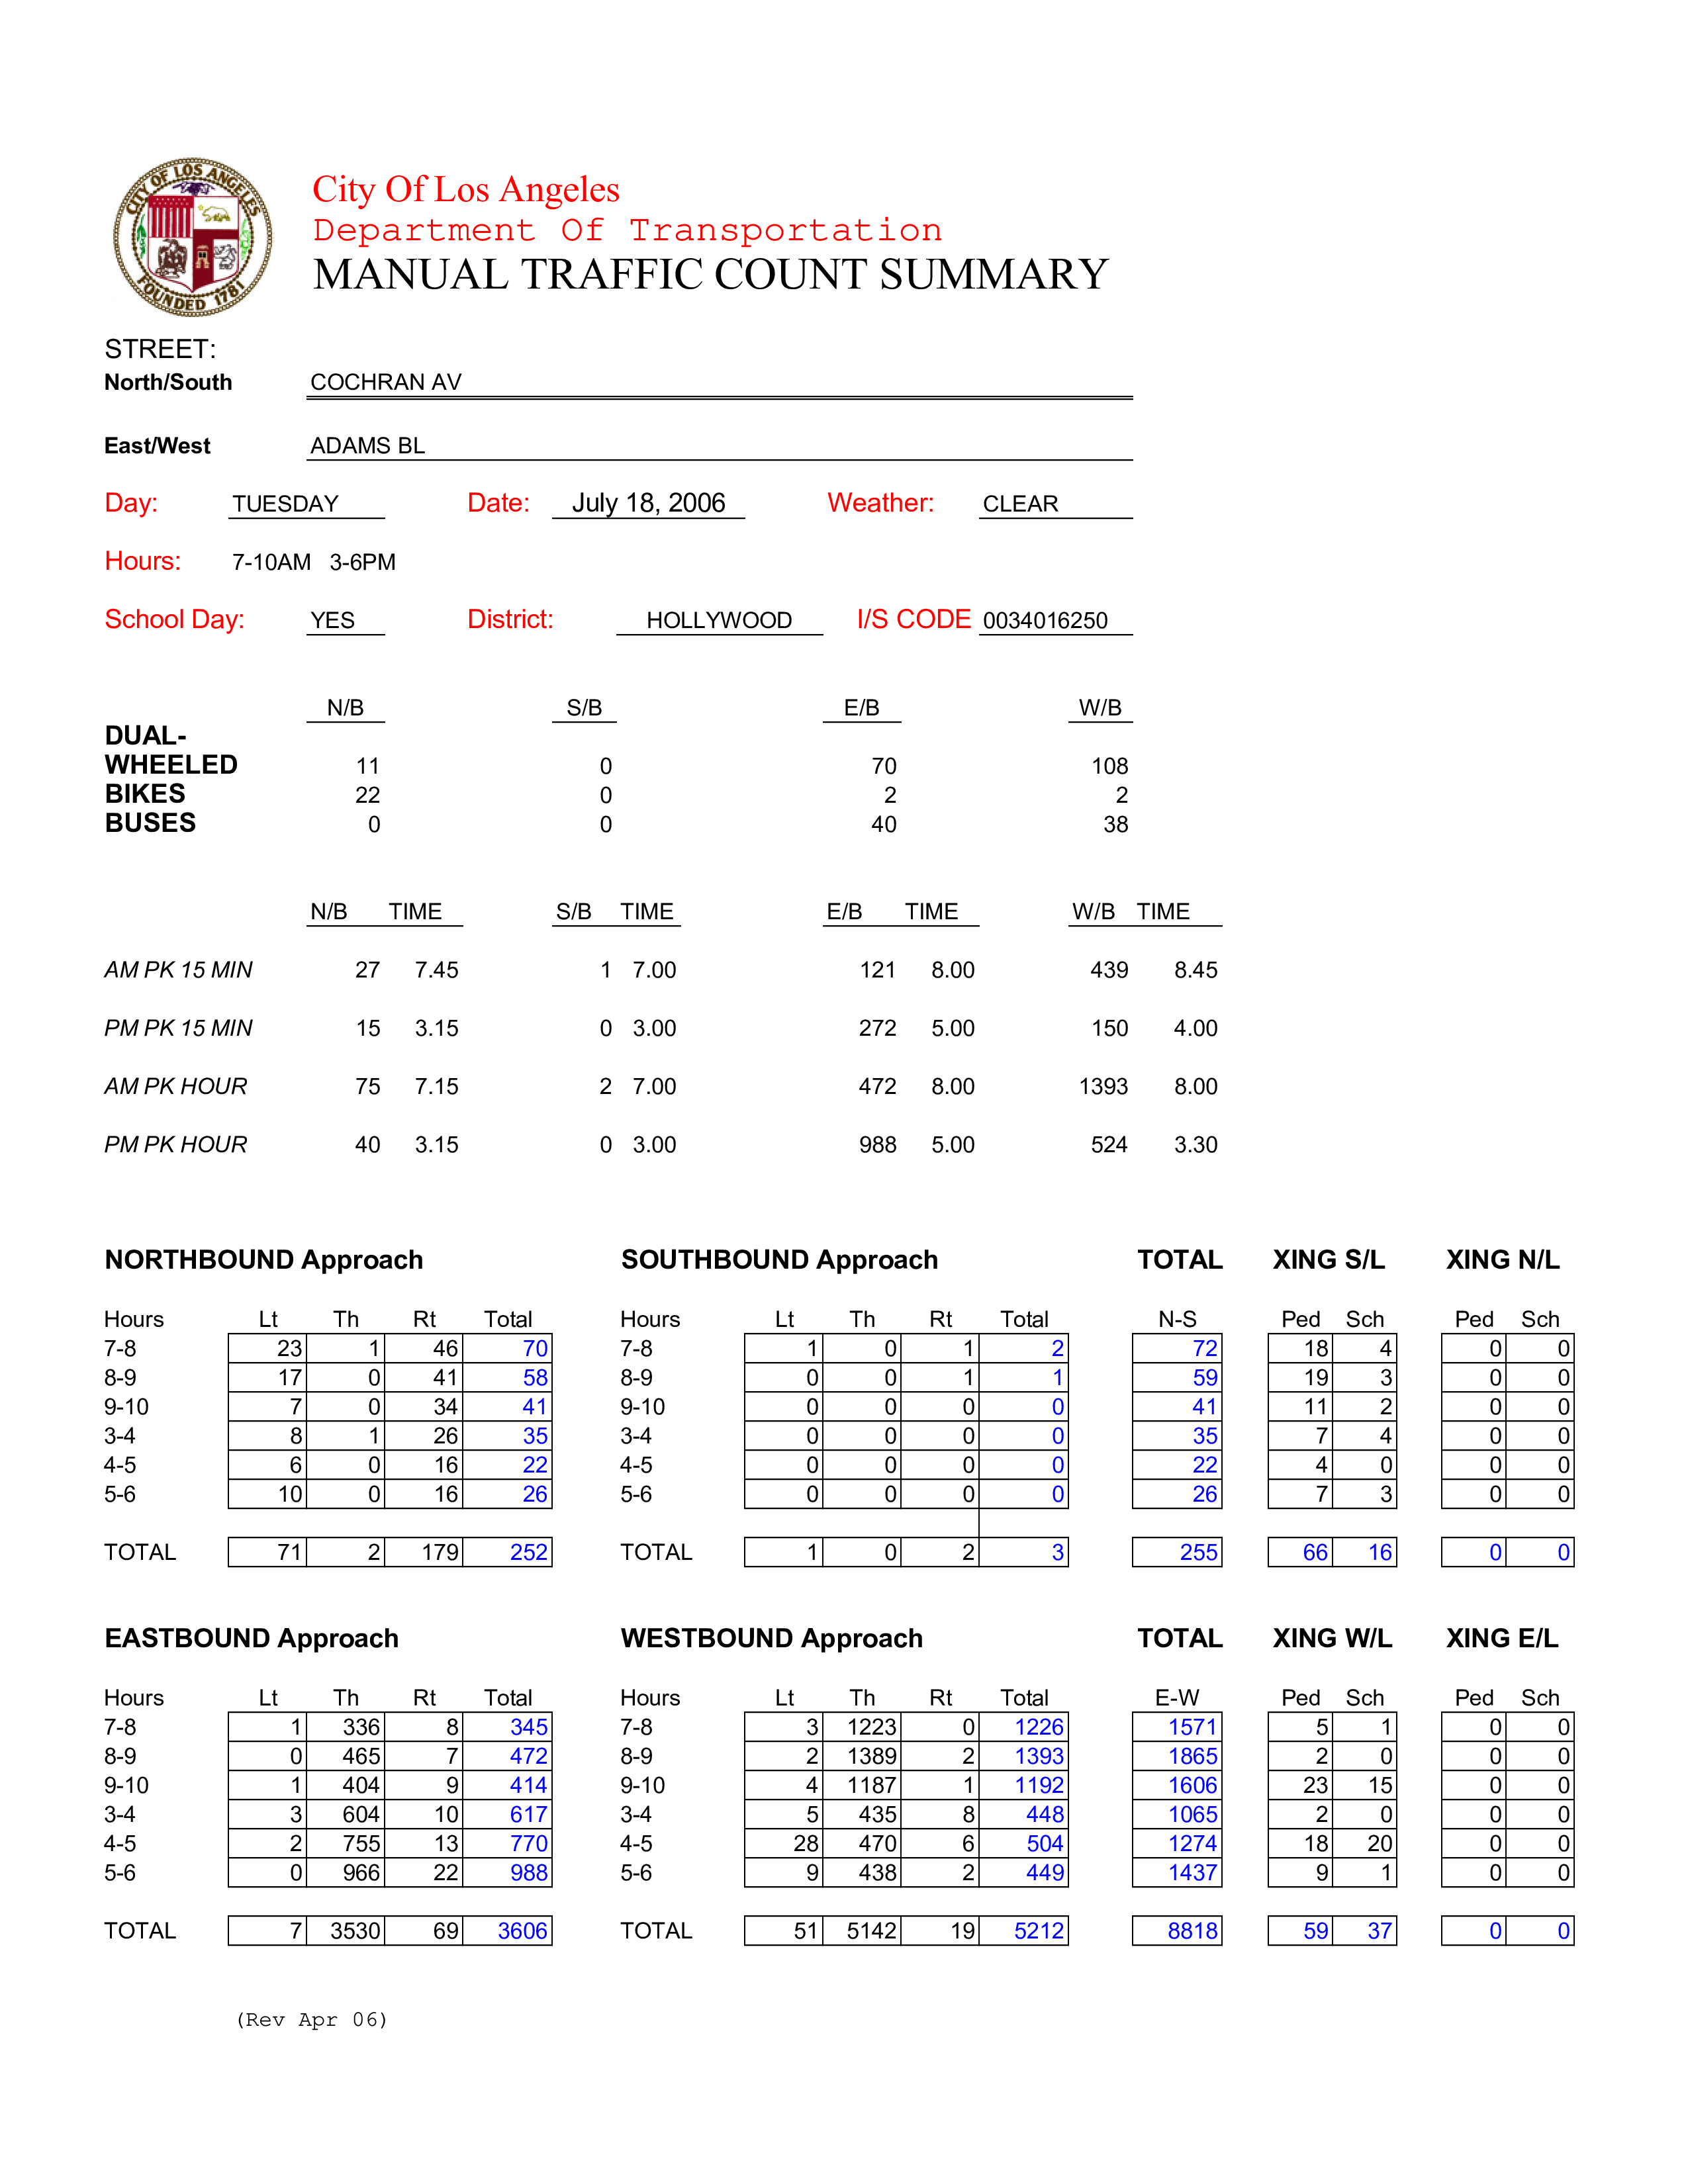 CITY OF LOS ANGELES
FOUNDED 1781
City Of Los Angeles
Department Of Transportation
MANUAL TRAFFIC COUNT SUMMARY
STREET:
North/South COCHRAN AV
East/West ADAMS BL
Day: TUESDAY Date: July 18, 2006 Weather: CLEAR
Hours: 7-10AM 3-6PM
School Day: YES District: HOLLYWOOD I/S CODE 0034016250
N/B S/B E/B W/B
DUAL-
WHEELED 11 0 70 108
BIKES 22 0 2 2
BUSES 0 0 40 38
N/B TIME S/B TIME E/B TIME W/B TIME
AM PK 15 MIN 27 7.45 1 7.00 121 8.00 439 8.45
PM PK 15 MIN 15 3.15 0 3.00 272 5.00 150 4.00
AM PK HOUR 75 7.15 2 7.00 472 8.00 1393 8.00
PM PK HOUR 40 3.15 0 3.00 988 5.00 524 3.30
NORTHBOUND Approach SOUTHBOUND Approach TOTAL XING S/L XING N/L
Hours Lt Th Rt Total Hours Lt Th Rt Total N-S Ped Sch Ped Sch
7-8 23 1 46 70 7-8 1 0 1 2 72 18 4 0 0
8-9 17 0 41 58 8-9 0 0 1 1 59 19 3 0 0
9-10 7 0 34 41 9-10 0 0 0 0 41 11 2 0 0
3-4 8 1 26 35 3-4 0 0 0 0 35 7 4 0 0
4-5 6 0 16 22 4-5 0 0 0 0 22 4 0 0 0
5-6 10 0 16 26 5-6 0 0 0 0 26 7 3 0 0
TOTAL 71 2 179 252 TOTAL 1 0 2 3 255 66 16 0 0
EASTBOUND Approach WESTBOUND Approach TOTAL XING W/L XING E/L
Hours Lt Th Rt Total Hours Lt Th Rt Total E-W Ped Sch Ped Sch
7-8 1 336 8 345 7-8 3 1223 0 1226 1571 5 1 0 0
8-9 0 465 7 472 8-9 2 1389 2 1393 1865 2 0 0 0
9-10 1 404 9 414 9-10 4 1187 1 1192 1606 23 15 0 0
3-4 3 604 10 617 3-4 5 435 8 448 1065 2 0 0 0
4-5 2 755 13 770 4-5 28 470 6 504 1274 18 20 0 0
5-6 0 966 22 988 5-6 9 438 2 449 1437 9 1 0 0
TOTAL 7 3530 69 3606 TOTAL 51 5142 19 5212 8818 59 37 0 0
(Rev Apr 06)